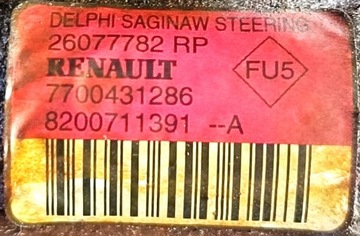 DELPHI SAGINAW STEERING
26077782 RP
RENAULT
FU5
7700431286
8200711391 --A